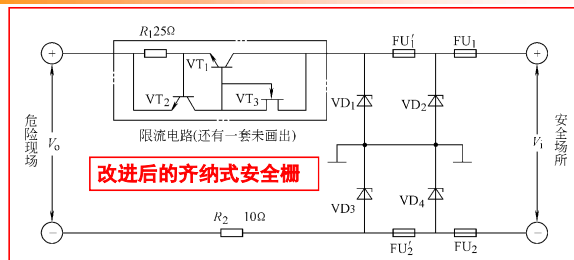 R₁25Ω
FU₁′
FU₁
+
+
VT₁
VT₂
VT₃
VD₁
VD₂
限流电路(还有一套未画出)
危险现场
Vₒ
Vᵢ
安全场所
改进后的齐纳式安全栅
VD3
VD₄
R₂ 10Ω
−
−
FU₂′
FU₂